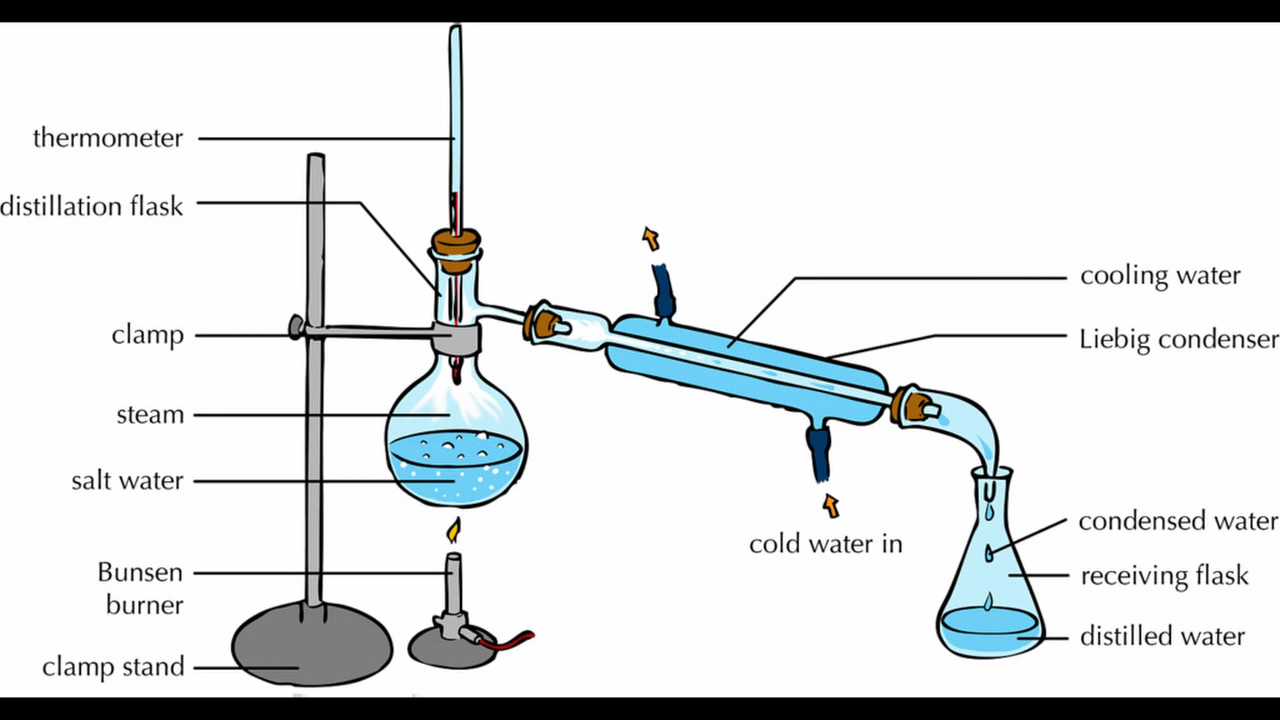 thermometer
distillation flask
clamp
steam
salt water
Bunsen
burner
clamp stand
cold water in
cooling water
Liebig condenser
condensed water
receiving flask
distilled water